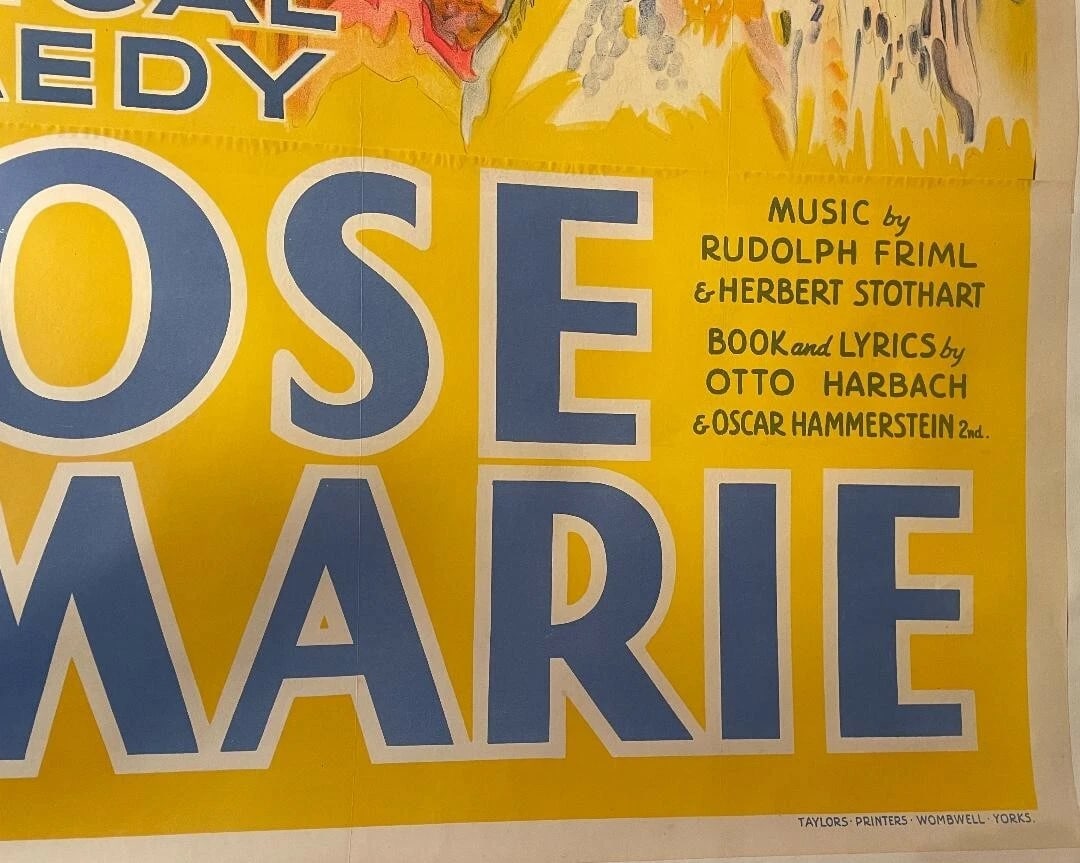 CAL
EDY
OSE
MARIE
MUSIC by
RUDOLPH FRIML
& HERBERT STOTHART
BOOK and LYRICS by
OTTO HARBACH
& OSCAR HAMMERSTEIN 2nd.
TAYLORS · PRINTERS · WOMBWELL · YORKS.